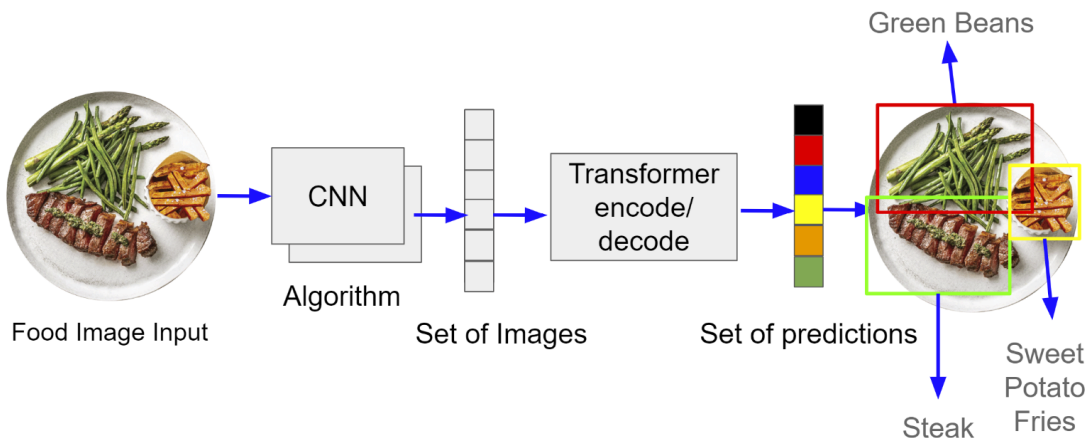 Green Beans
CNN
Transformer
encode/
decode
Algorithm
Food Image Input
Set of Images
Set of predictions
Sweet
Potato
Fries
Steak